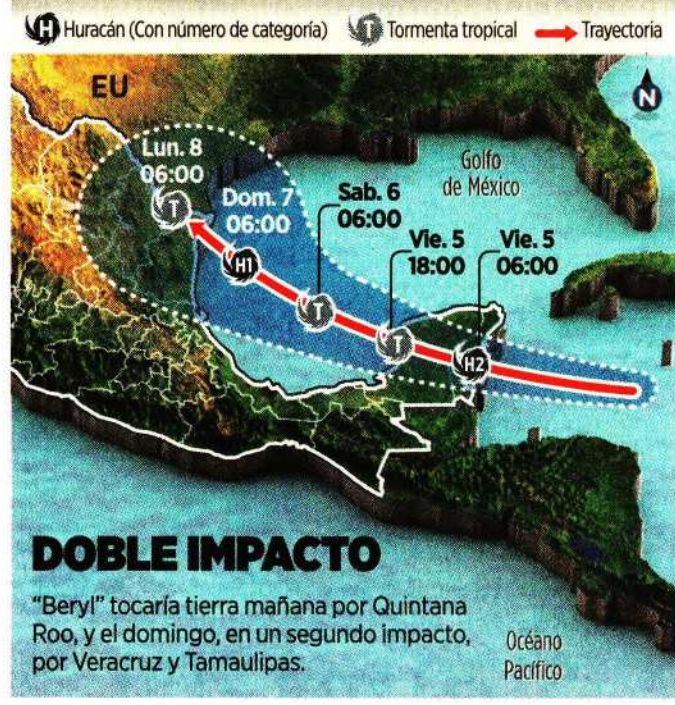 H Huracán (Con número de categoría) T Tormenta tropical Trayectoria
EU
N
Lun. 8
06:00
Golfo
de México
Dom. 7
06:00
Sab. 6
06:00
Vie. 5
18:00
Vie. 5
06:00
T
H1
T
T
H2
DOBLE IMPACTO
"Beryl" tocaría tierra mañana por Quintana
Roo, y el domingo, en un segundo impacto,
por Veracruz y Tamaulipas.
Océano
Pacífico